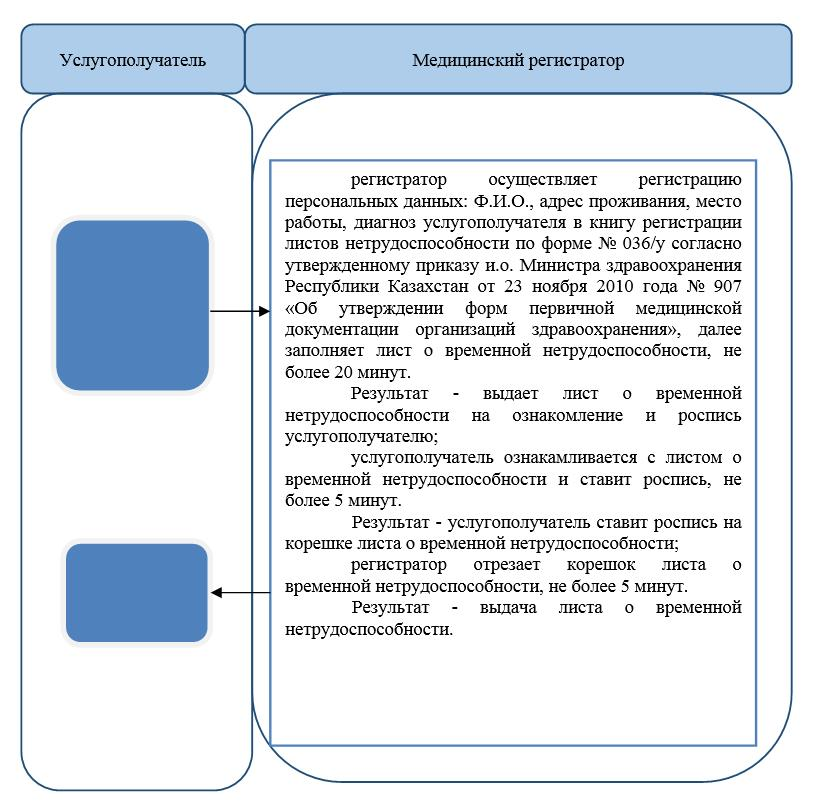 Услугополучатель
Медицинский регистратор
регистратор осуществляет регистрацию
персональных данных: Ф.И.О., адрес проживания, место
работы, диагноз услугополучателя в книгу регистрации
листов нетрудоспособности по форме № 036/у согласно
утвержденному приказу и.о. Министра здравоохранения
Республики Казахстан от 23 ноября 2010 года № 907
«Об утверждении форм первичной медицинской
документации организаций здравоохранения», далее
заполняет лист о временной нетрудоспособности, не
более 20 минут.
Результат - выдает лист о временной
нетрудоспособности на ознакомление и роспись
услугополучателю;
услугополучатель ознакамливается с листом о
временной нетрудоспособности и ставит роспись, не
более 5 минут.
Результат - услугополучатель ставит роспись на
корешке листа о временной нетрудоспособности;
регистратор отрезает корешок листа о
временной нетрудоспособности, не более 5 минут.
Результат - выдача листа о временной
нетрудоспособности.